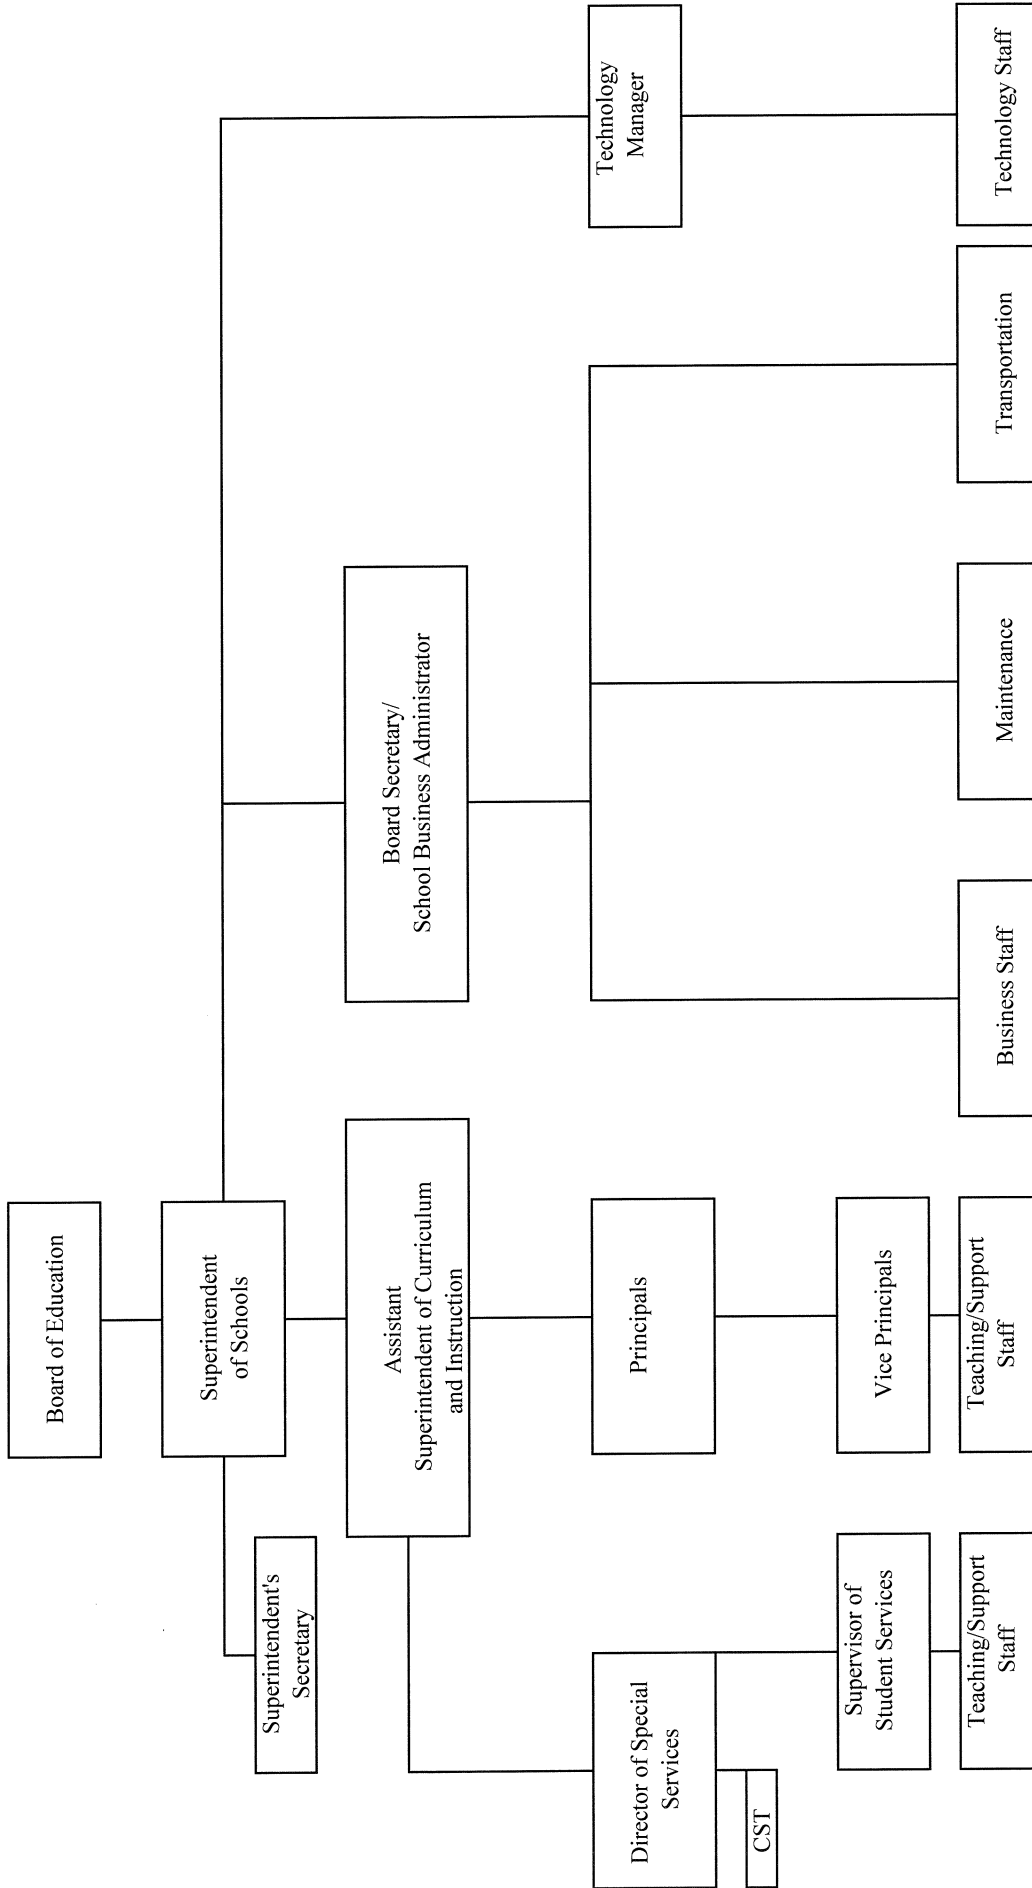 Board of Education
Superintendent
of Schools
Superintendent's
Secretary
Assistant
Superintendent of Curriculum
and Instruction
Board Secretary/
School Business Administrator
Director of Special
Services
Principals
Technology
Manager
CST
Supervisor of
Student Services
Vice Principals
Teaching/Support
Staff
Teaching/Support
Staff
Business Staff
Maintenance
Transportation
Technology Staff